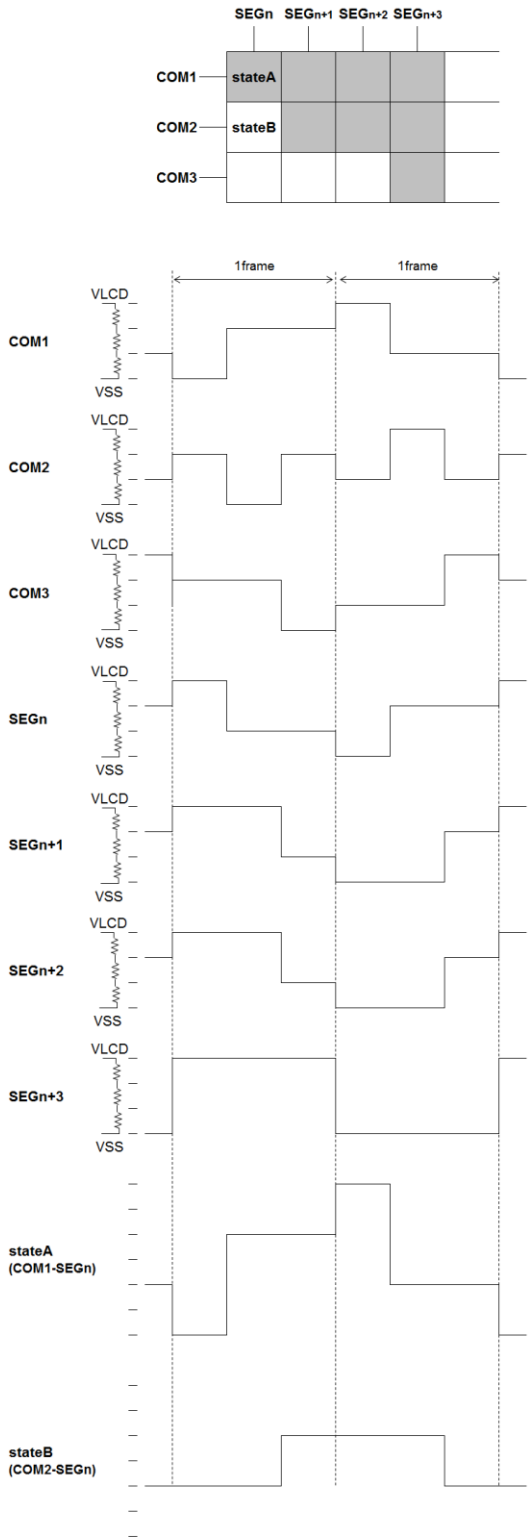 SEGn SEGn+1 SEGn+2 SEGn+3
COM1 stateA
COM2 stateB
COM3
1frame 1frame
VLCD
COM1
VSS
VLCD
COM2
VSS
VLCD
COM3
VSS
VLCD
SEGn
VSS
VLCD
SEGn+1
VSS
VLCD
SEGn+2
VSS
VLCD
SEGn+3
VSS
stateA
(COM1-SEGn)
stateB
(COM2-SEGn)